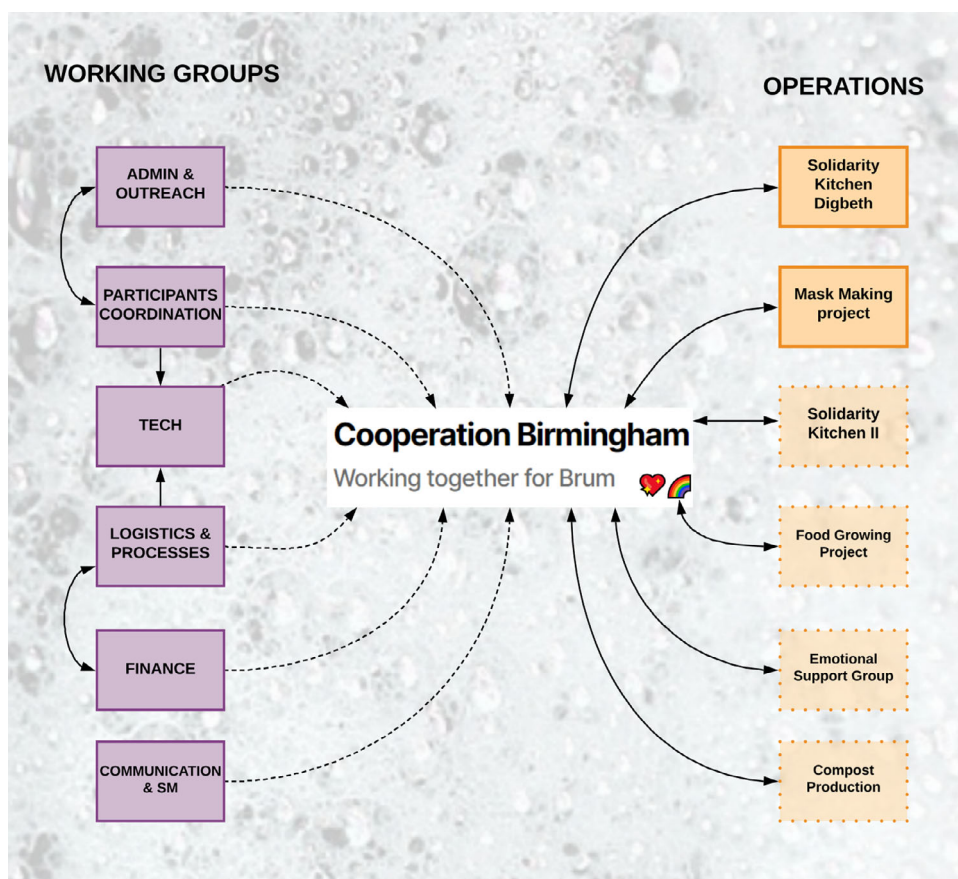 WORKING GROUPS
OPERATIONS
ADMIN &
OUTREACH
PARTICIPANTS
COORDINATION
TECH
LOGISTICS &
PROCESSES
FINANCE
COMMUNICATION
& SM
Cooperation Birmingham
Working together for Brum 💖🌈
Solidarity
Kitchen
Digbeth
Mask Making
project
Solidarity
Kitchen II
Food Growing
Project
Emotional
Support Group
Compost
Production